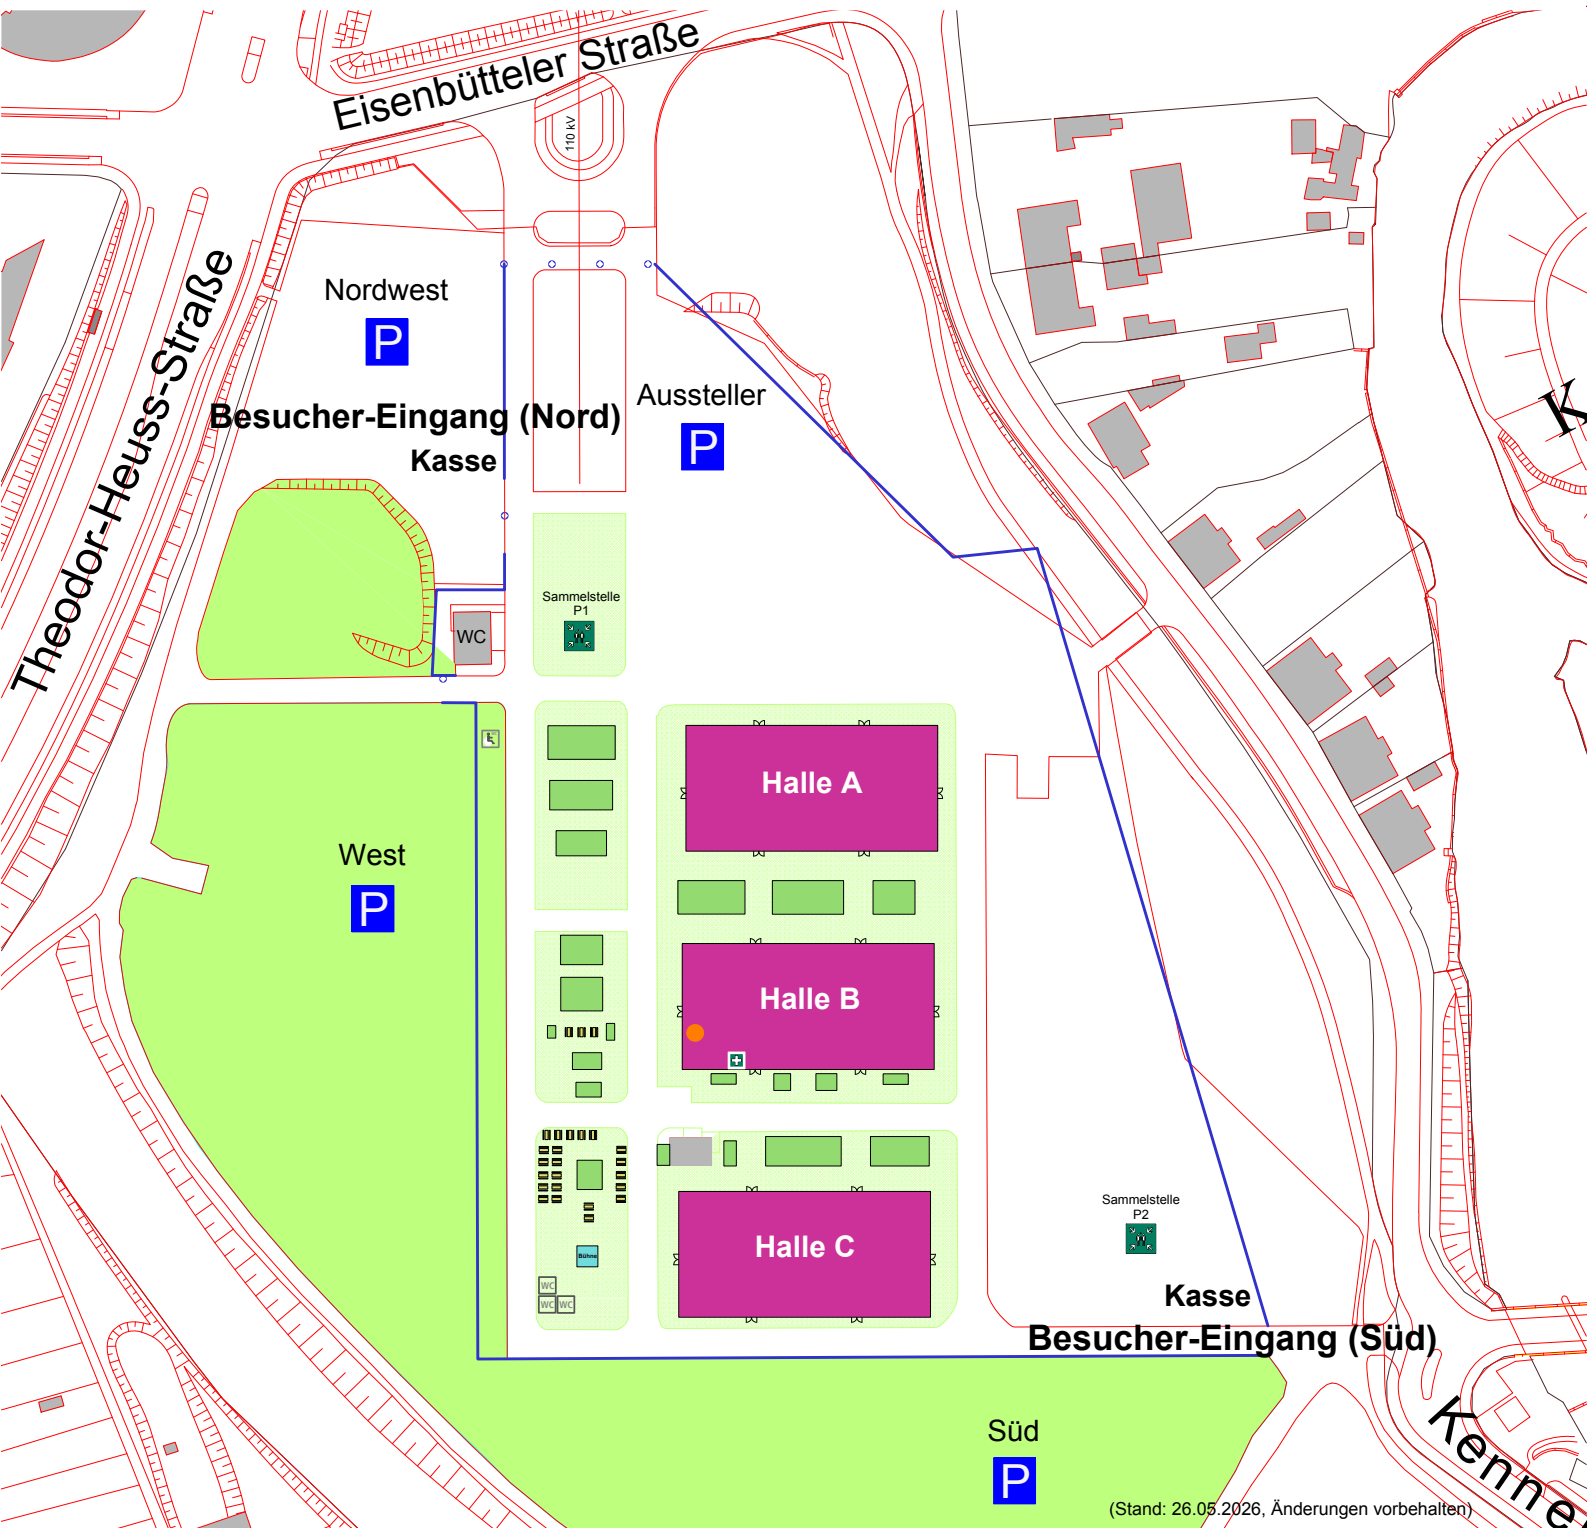 Eisenbütteler Straße
110 kV
Theodor-Heuss-Straße
Nordwest
P
Besucher-Eingang (Nord)
Kasse
Aussteller
P
K
WC
Sammelstelle
P1
Halle A
West
P
Halle B
Halle C
Bühne
WC
WC WC
Sammelstelle
P2
Kasse
Besucher-Eingang (Süd)
Süd
P
(Stand: 26.05.2026, Änderungen vorbehalten)